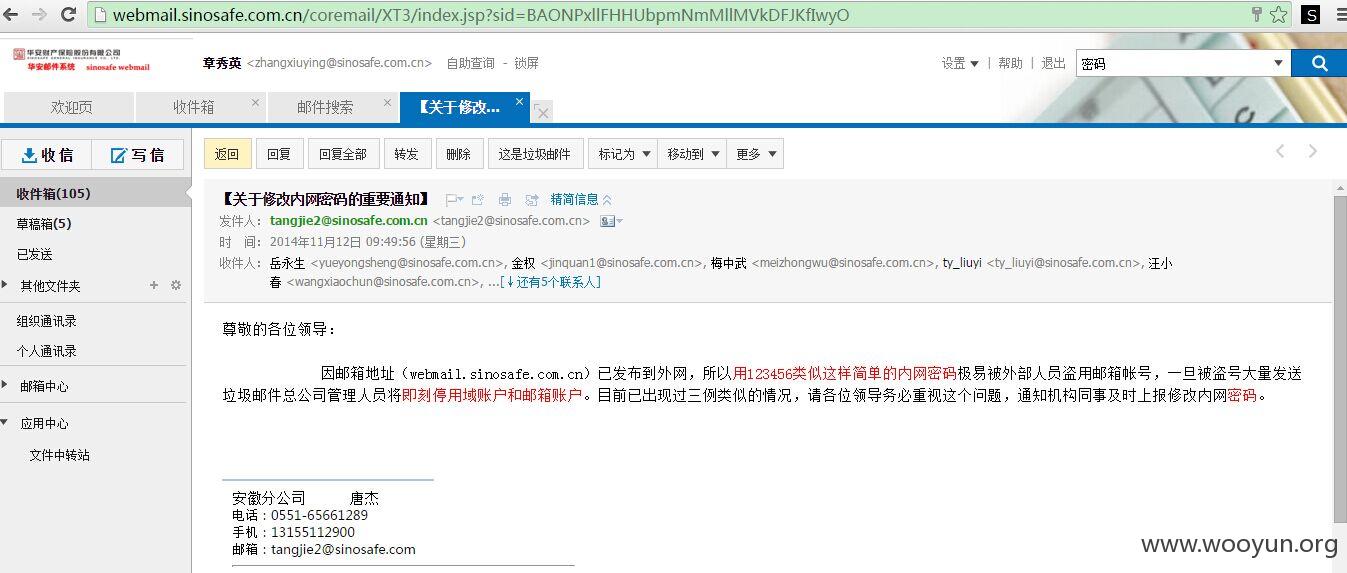 webmail.sinosafe.com.cn/coremail/XT3/index.jsp?sid=BAONPxllFHHUbpmNmMllMVkDFJKfIwyO
S
华安财产保险股份有限公司
SINOSAFE GENERAL INSURANCE CO., LTD.
华安邮件系统 sinosafe webmail
章秀英 <zhangxiuying@sinosafe.com.cn> 自助查询 - 锁屏
设置 | 帮助 | 退出
密码
欢迎页 收件箱 邮件搜索 【关于修改...
收信 写信
返回 回复 回复全部 转发 删除 这是垃圾邮件 标记为 移动到 更多
收件箱(105)
草稿箱(5)
已发送
其他文件夹
组织通讯录
个人通讯录
邮箱中心
应用中心
文件中转站
【关于修改内网密码的重要通知】 精简信息
发件人： tangjie2@sinosafe.com.cn <tangjie2@sinosafe.com.cn>
时 间： 2014年11月12日 09:49:56 (星期三)
收件人： 岳永生 <yueyongsheng@sinosafe.com.cn>, 金权 <jinquan1@sinosafe.com.cn>, 梅中武 <meizhongwu@sinosafe.com.cn>, ty_liuyi <ty_liuyi@sinosafe.com.cn>, 汪小
春 <wangxiaochun@sinosafe.com.cn>, ...[↓还有5个联系人]
尊敬的各位领导：
因邮箱地址（webmail.sinosafe.com.cn）已发布到外网，所以用123456类似这样简单的内网密码极易被外部人员盗用邮箱帐号，一旦被盗号大量发送
垃圾邮件总公司管理人员将即刻停用域账户和邮箱账户。目前已出现过三例类似的情况，请各位领导务必重视这个问题，通知机构同事及时上报修改内网密码。
安徽分公司 唐杰
电话：0551-65661289
手机：13155112900
邮箱：tangjie2@sinosafe.com
www.wooyun.org